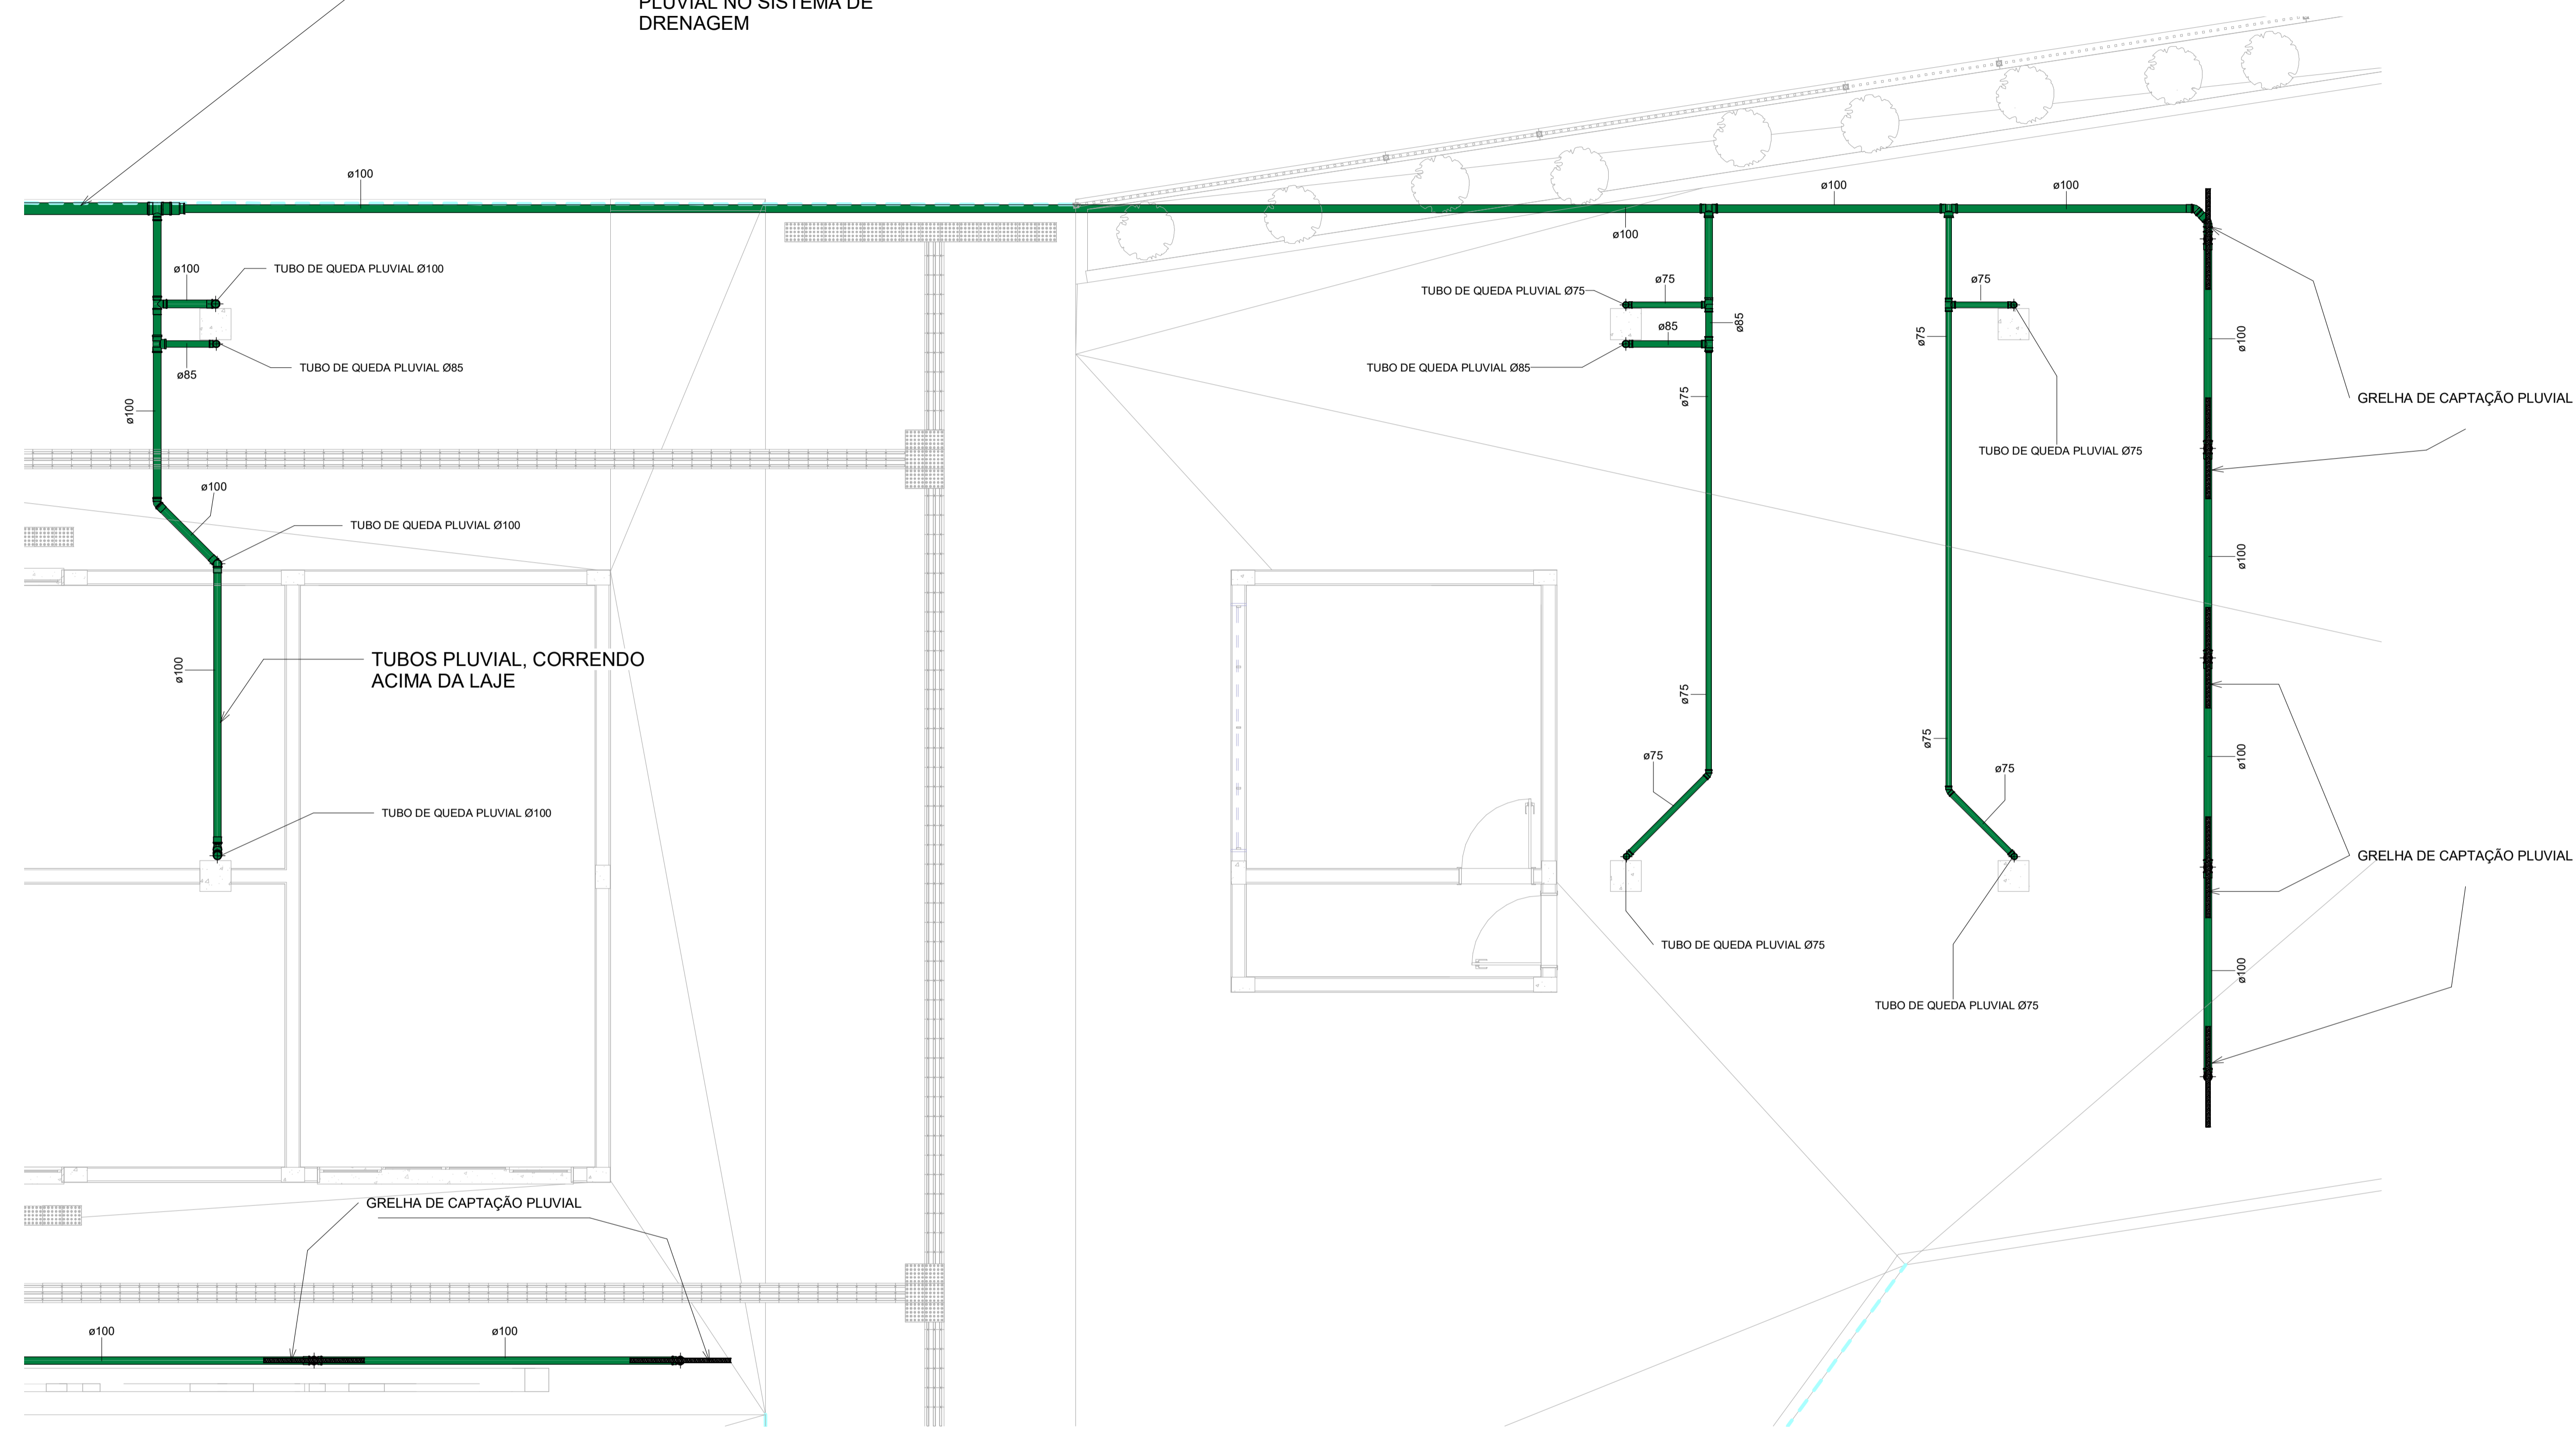 PLUVIAL NO SISTEMA DE
DRENAGEM
ø100
ø100
ø100
ø100
ø100
TUBO DE QUEDA PLUVIAL Ø100
ø85
TUBO DE QUEDA PLUVIAL Ø85
ø100
ø100
TUBO DE QUEDA PLUVIAL Ø100
ø100
TUBOS PLUVIAL, CORRENDO
ACIMA DA LAJE
TUBO DE QUEDA PLUVIAL Ø100
TUBO DE QUEDA PLUVIAL Ø75
ø75
ø85
ø85
TUBO DE QUEDA PLUVIAL Ø85
ø75
ø75
ø75
TUBO DE QUEDA PLUVIAL Ø75
ø75
ø75
TUBO DE QUEDA PLUVIAL Ø75
ø75
ø75
TUBO DE QUEDA PLUVIAL Ø75
ø100
GRELHA DE CAPTAÇÃO PLUVIAL
ø100
ø100
GRELHA DE CAPTAÇÃO PLUVIAL
ø100
GRELHA DE CAPTAÇÃO PLUVIAL
ø100
ø100